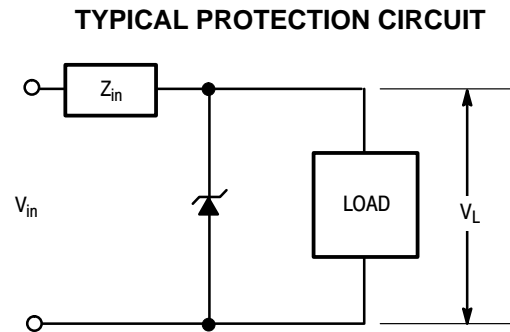 TYPICAL PROTECTION CIRCUIT
Zin
Vin
LOAD
VL